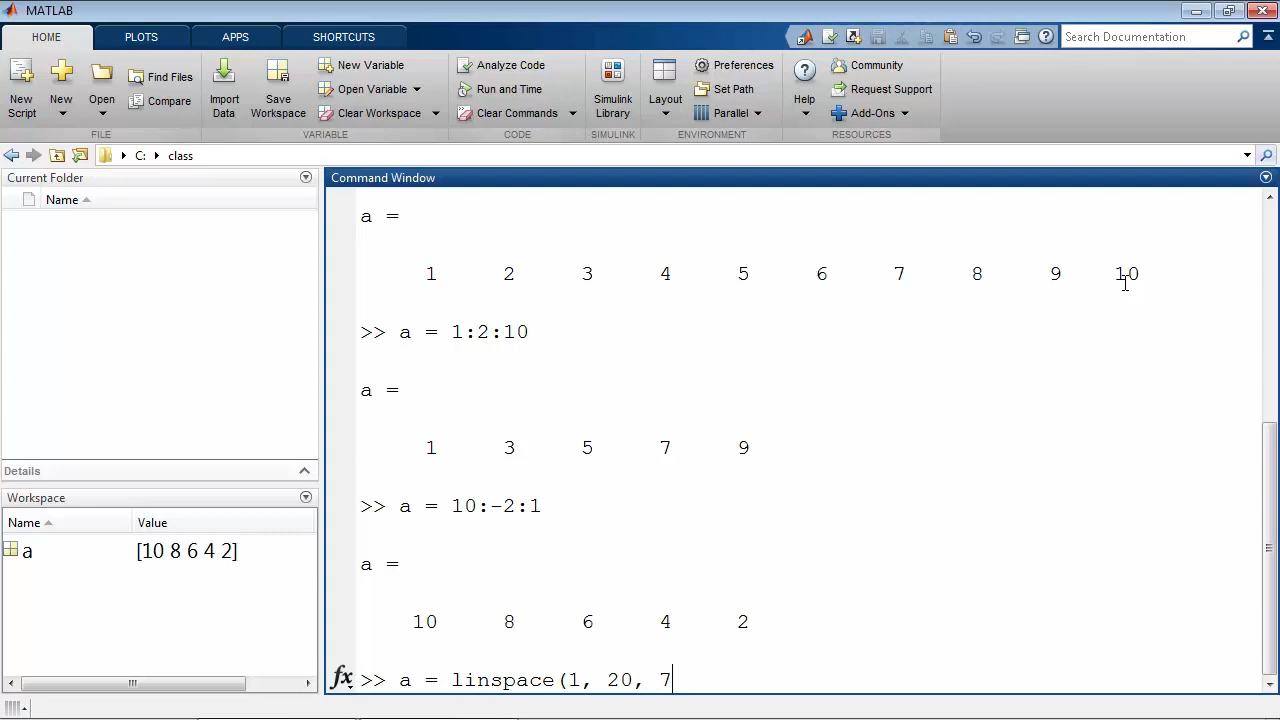 MATLAB
HOME PLOTS APPS SHORTCUTS
Search Documentation
New Script
New
Open
Find Files
Compare
Import Data
Save Workspace
New Variable
Open Variable
Clear Workspace
Analyze Code
Run and Time
Clear Commands
Simulink Library
Layout
Preferences
Set Path
Parallel
Help
Community
Request Support
Add-Ons
FILE VARIABLE CODE SIMULINK ENVIRONMENT RESOURCES
C: class
Current Folder
Name
Details
Workspace
Name Value
a [10 8 6 4 2]
Command Window
a =
1 2 3 4 5 6 7 8 9 10
>> a = 1:2:10
a =
1 3 5 7 9
>> a = 10:-2:1
a =
10 8 6 4 2
fx >> a = linspace(1, 20, 7